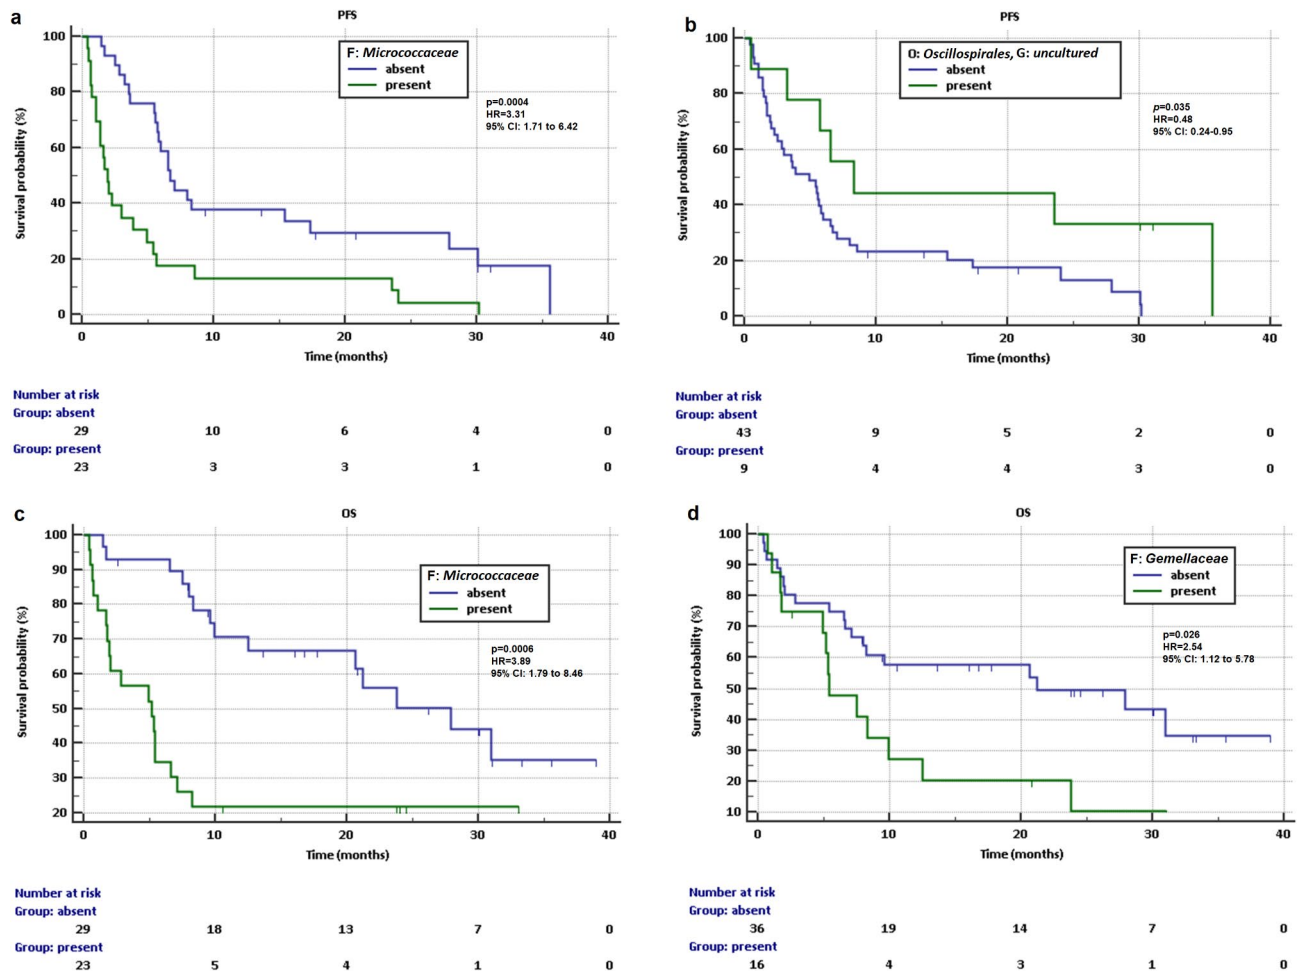 a
PFS
F: Micrococcaceae
absent
present
p=0.0004
HR=3.31
95% CI: 1.71 to 6.42
Survival probability (%)
100
80
60
40
20
0
0 10 20 30 40
Time (months)
Number at risk
Group: absent
29 10 6 4 0
Group: present
23 3 3 1 0
b
PFS
O: Oscillospirales, G: uncultured
absent
present
p=0.035
HR=0.48
95% CI: 0.24-0.95
Survival probability (%)
100
80
60
40
20
0
0 10 20 30 40
Time (months)
Number at risk
Group: absent
43 9 5 2 0
Group: present
9 4 4 3 0
c
OS
F: Micrococcaceae
absent
present
p=0.0006
HR=3.89
95% CI: 1.79 to 8.46
Survival probability (%)
100
90
80
70
60
50
40
30
20
0 10 20 30 40
Time (months)
Number at risk
Group: absent
29 18 13 7 0
Group: present
23 5 4 1 0
d
OS
F: Gemellaceae
absent
present
p=0.026
HR=2.54
95% CI: 1.12 to 5.78
Survival probability (%)
100
90
80
70
60
50
40
30
20
10
0 10 20 30 40
Time (months)
Number at risk
Group: absent
36 19 14 7 0
Group: present
16 4 3 1 0